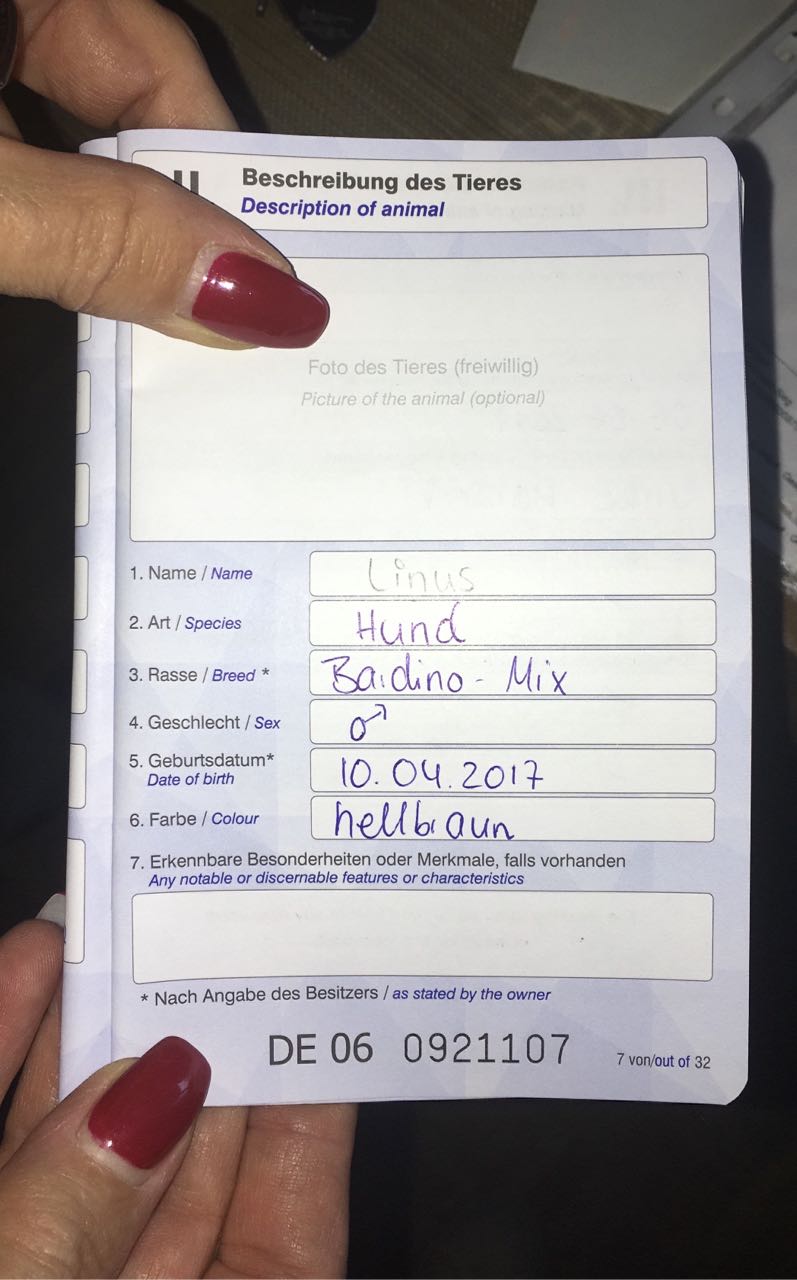 II.
Beschreibung des Tieres
Description of animal
Foto des Tieres (freiwillig)
Picture of the animal (optional)
1. Name / Name Linus
2. Art / Species Hund
3. Rasse / Breed * Baidino - Mix
4. Geschlecht / Sex ♂
5. Geburtsdatum* 10.04.2017
Date of birth
6. Farbe / Colour hellbraun
7. Erkennbare Besonderheiten oder Merkmale, falls vorhanden
Any notable or discernable features or characteristics
* Nach Angabe des Besitzers / as stated by the owner
DE 06 0921107
7 von/out of 32